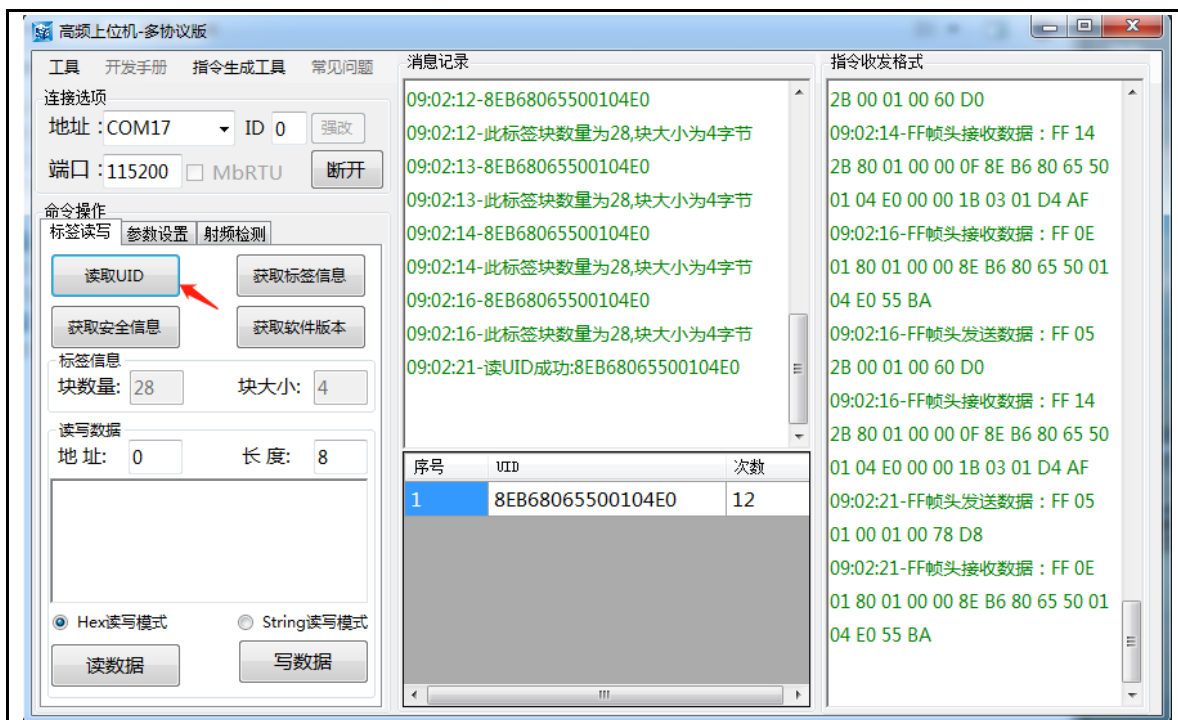 高频上位机-多协议版
工具 开发手册 指令生成工具 常见问题
连接选项
地址：COM17 ID 0 强改
端口：115200 MbRTU 断开
命令操作
标签读写 参数设置 射频检测
读取UID 获取标签信息
获取安全信息 获取软件版本
标签信息
块数量: 28 块大小: 4
读写数据
地 址: 0 长 度: 8
Hex读写模式 String读写模式
读数据 写数据
消息记录
09:02:12-8EB68065500104E0
09:02:12-此标签块数量为28,块大小为4字节
09:02:13-8EB68065500104E0
09:02:13-此标签块数量为28,块大小为4字节
09:02:14-8EB68065500104E0
09:02:14-此标签块数量为28,块大小为4字节
09:02:16-8EB68065500104E0
09:02:16-此标签块数量为28,块大小为4字节
09:02:21-读UID成功:8EB68065500104E0
序号 UID 次数
1 8EB68065500104E0 12
指令收发格式
2B 00 01 00 60 D0
09:02:14-FF帧头接收数据：FF 14
2B 80 01 00 00 0F 8E B6 80 65 50
01 04 E0 00 00 1B 03 01 D4 AF
09:02:16-FF帧头接收数据：FF 0E
01 80 01 00 00 8E B6 80 65 50 01
04 E0 55 BA
09:02:16-FF帧头发送数据：FF 05
2B 00 01 00 60 D0
09:02:16-FF帧头接收数据：FF 14
2B 80 01 00 00 0F 8E B6 80 65 50
01 04 E0 00 00 1B 03 01 D4 AF
09:02:21-FF帧头发送数据：FF 05
01 00 01 00 78 D8
09:02:21-FF帧头接收数据：FF 0E
01 80 01 00 00 8E B6 80 65 50 01
04 E0 55 BA